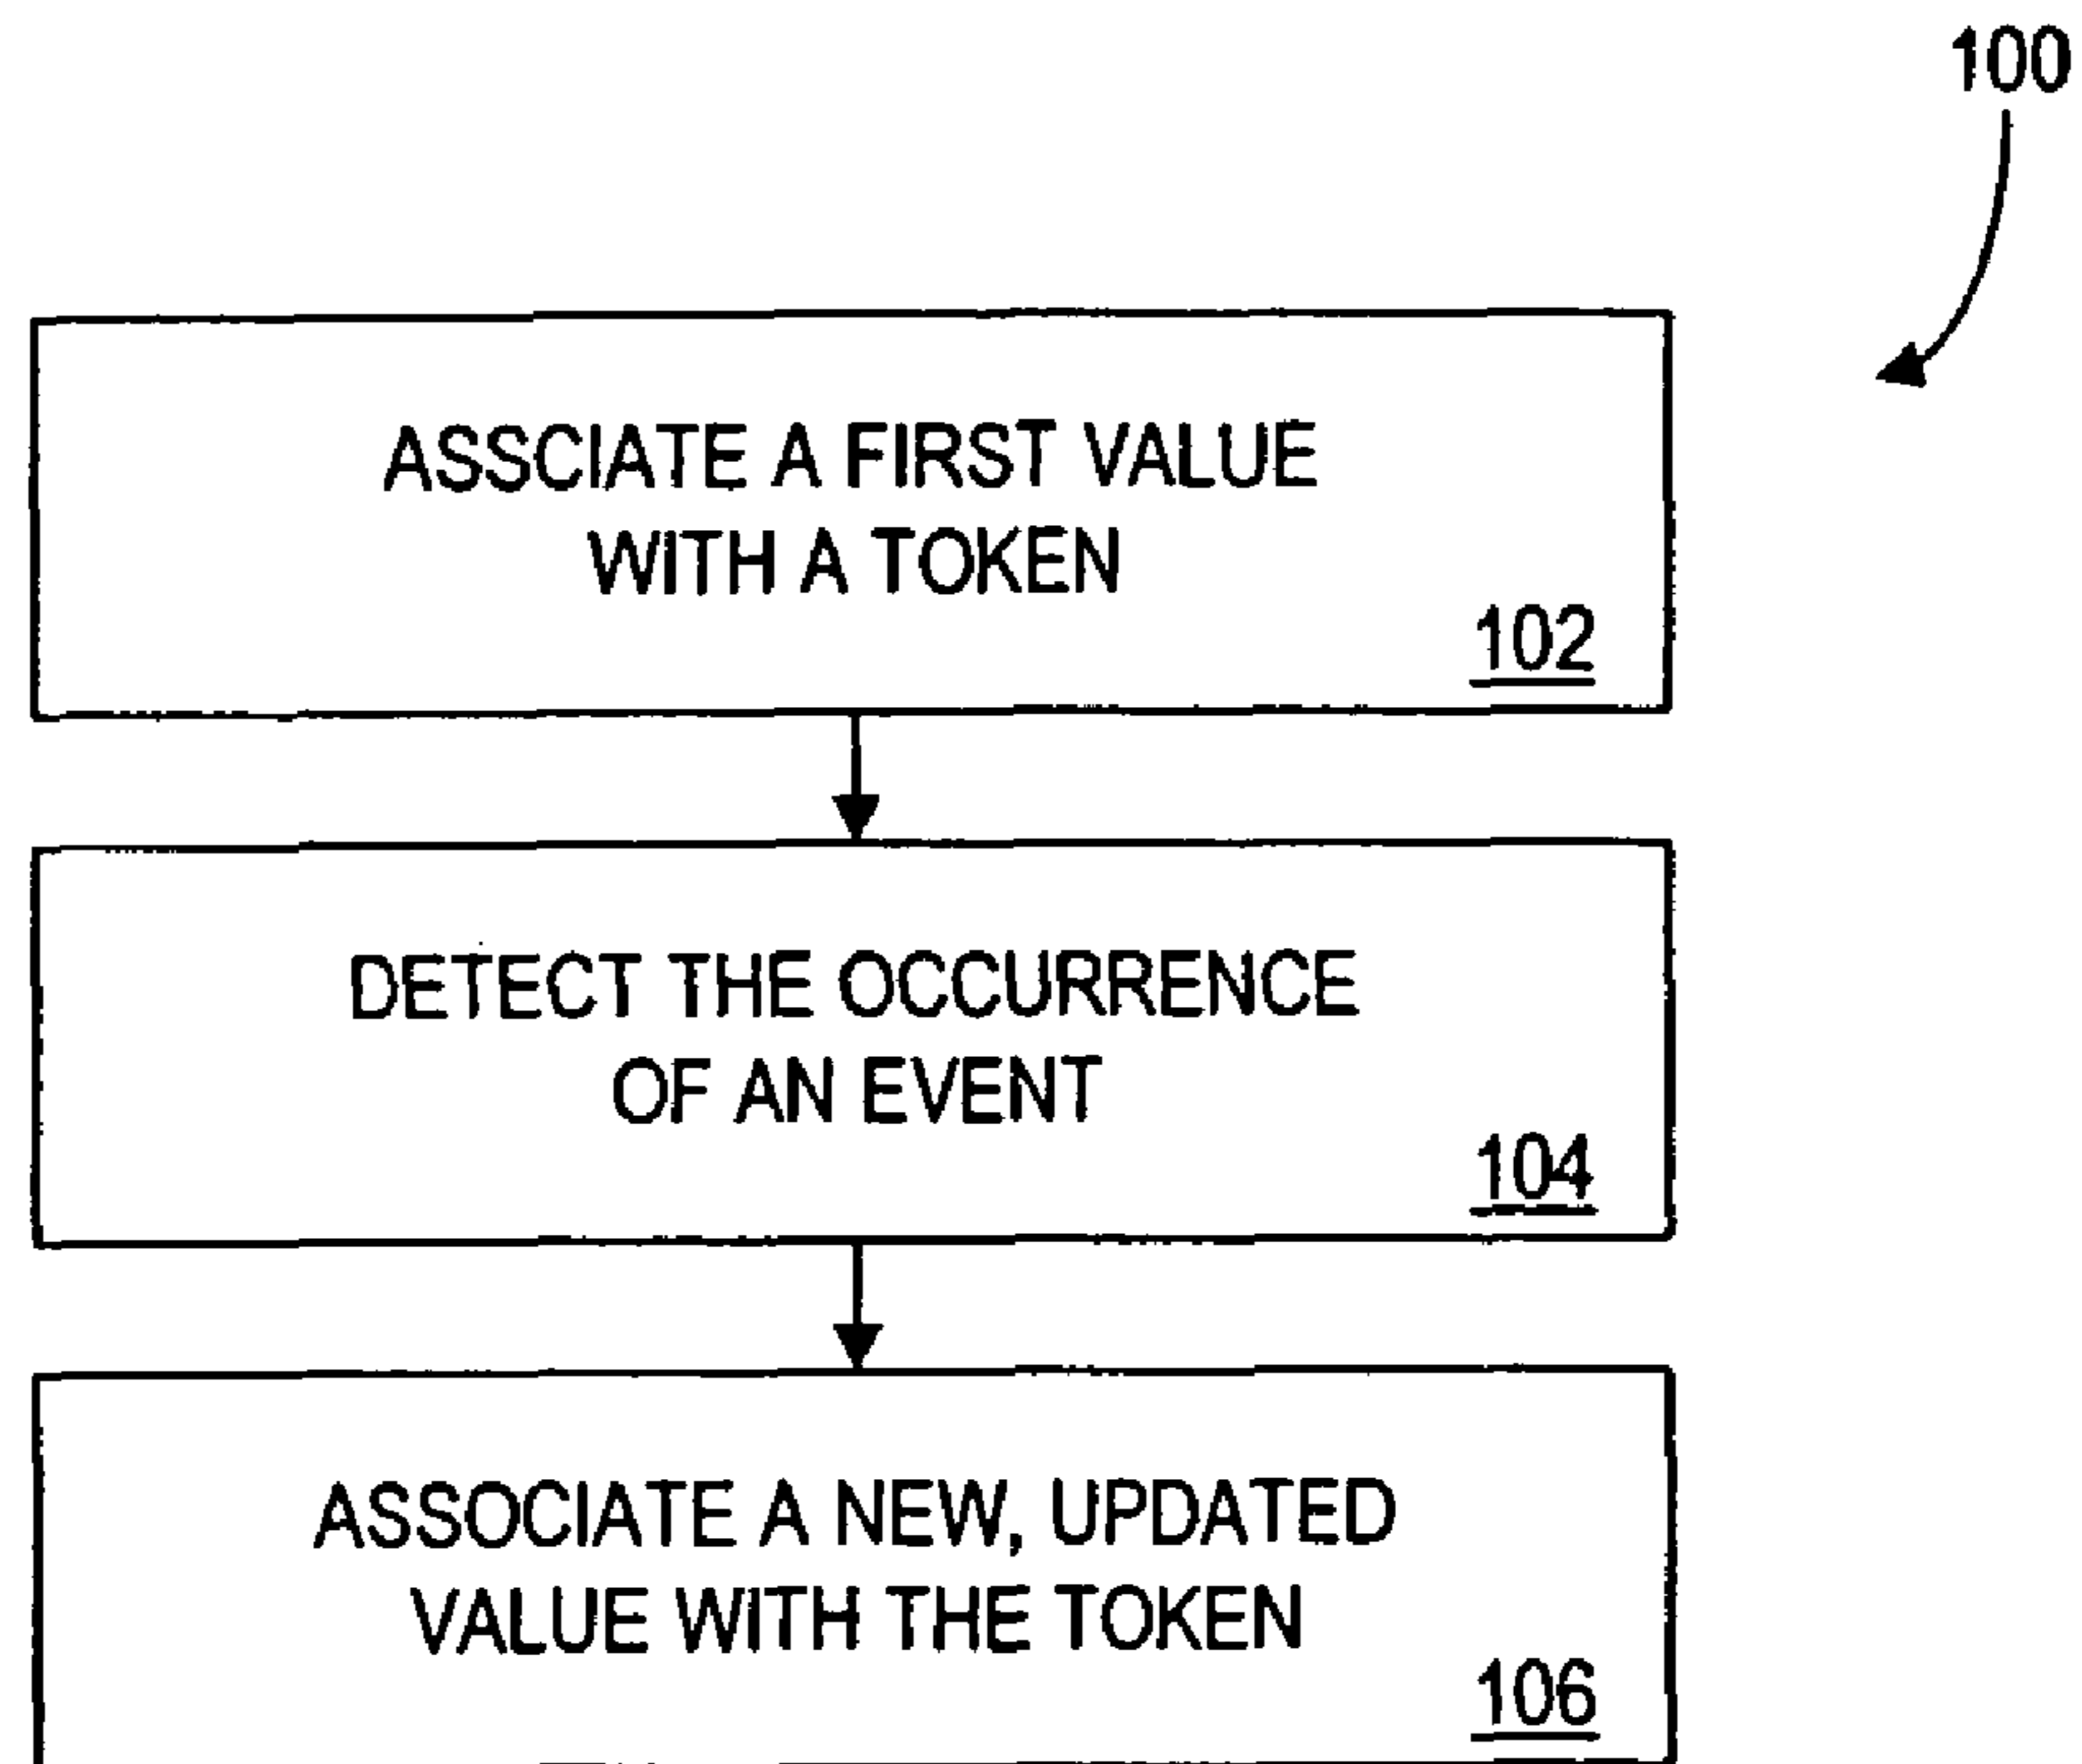 100
ASSCIATE A FIRST VALUE
WITH A TOKEN
102
DETECT THE OCCURRENCE
OF AN EVENT
104
ASSOCIATE A NEW, UPDATED
VALUE WITH THE TOKEN
106